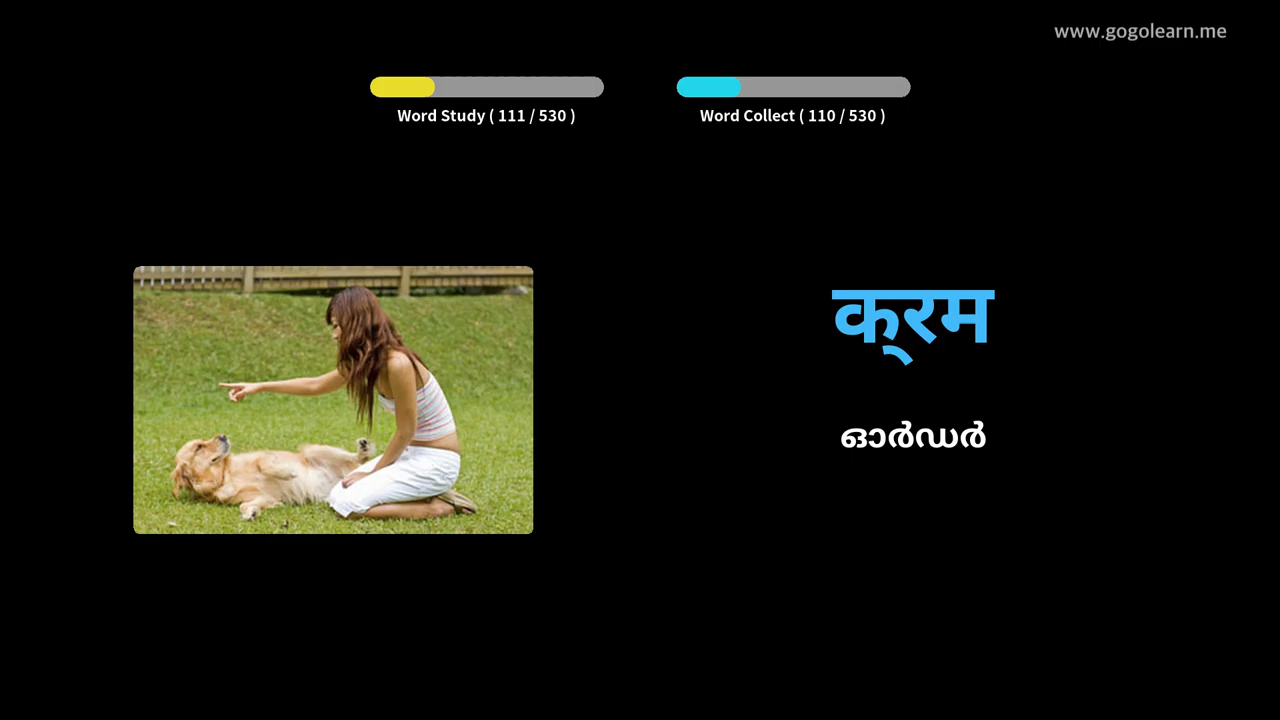 www.gogolearn.me
Word Study ( 111 / 530 )
Word Collect ( 110 / 530 )
क्रम
ഓർഡർ